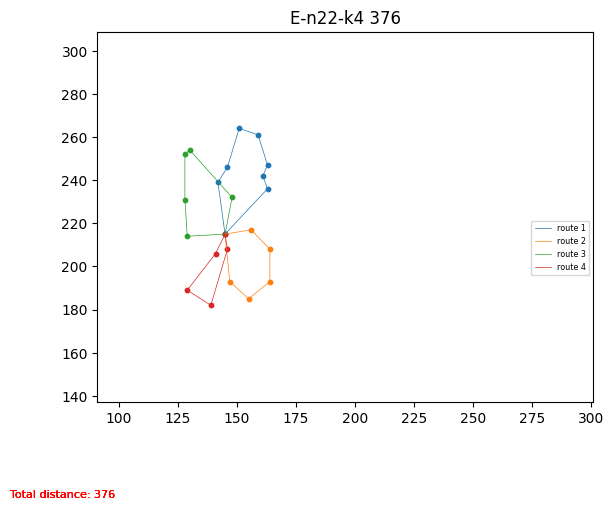 E-n22-k4 376
300
280
260
240
220
200
180
160
140
100 125 150 175 200 225 250 275 300
route 1
route 2
route 3
route 4
Total distance: 376